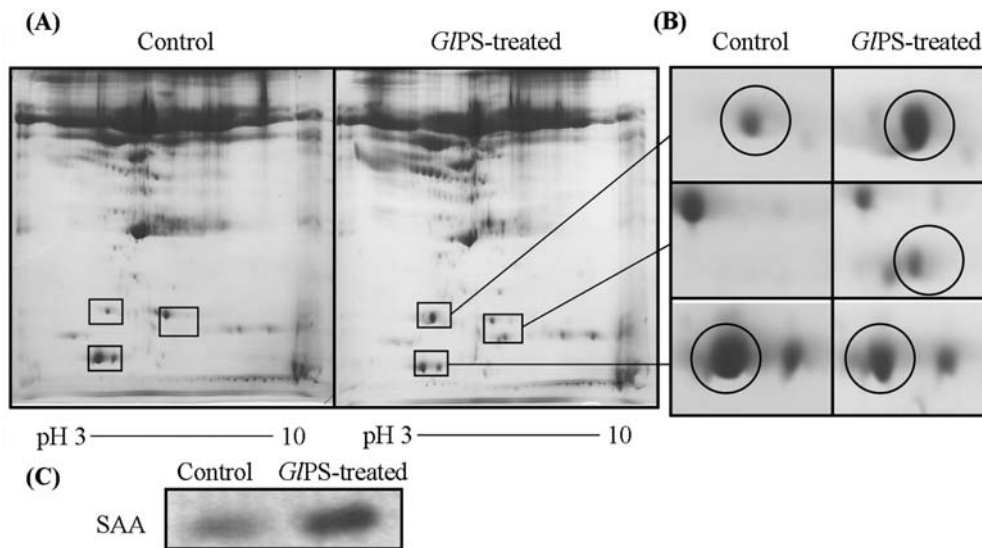 (A)
Control GlPS-treated
(B)
Control GlPS-treated
pH 3 10
pH 3 10
(C)
Control GlPS-treated
SAA